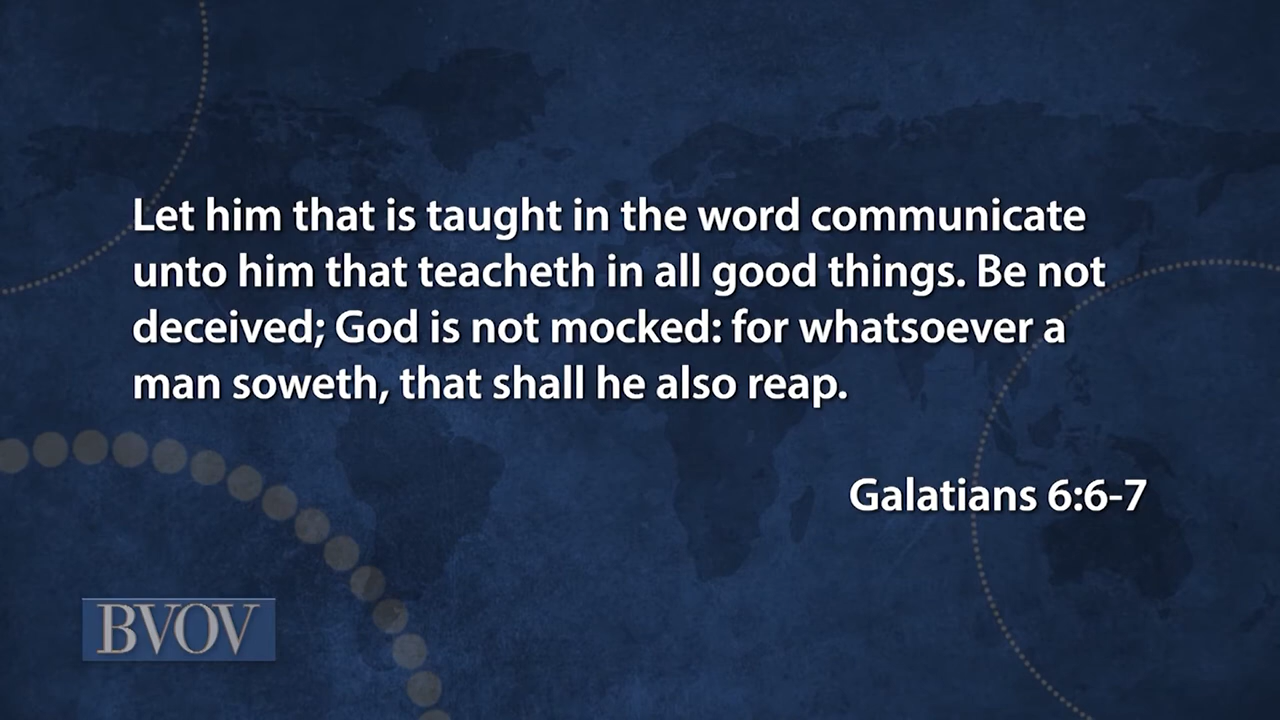 Let him that is taught in the word communicate
unto him that teacheth in all good things. Be not
deceived; God is not mocked: for whatsoever a
man soweth, that shall he also reap.
Galatians 6:6-7
BVOV